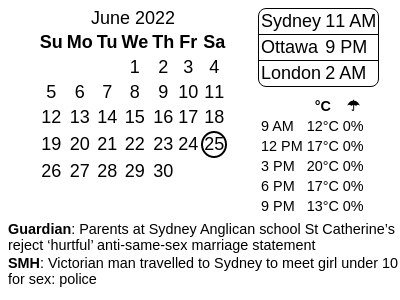 June 2022
Su Mo Tu We Th Fr Sa
1 2 3 4
5 6 7 8 9 10 11
12 13 14 15 16 17 18
19 20 21 22 23 24 25
26 27 28 29 30
Sydney 11 AM
Ottawa 9 PM
London 2 AM
°C ☂
9 AM 12°C 0%
12 PM 17°C 0%
3 PM 20°C 0%
6 PM 17°C 0%
9 PM 13°C 0%
Guardian: Parents at Sydney Anglican school St Catherine’s
reject ‘hurtful’ anti-same-sex marriage statement
SMH: Victorian man travelled to Sydney to meet girl under 10
for sex: police